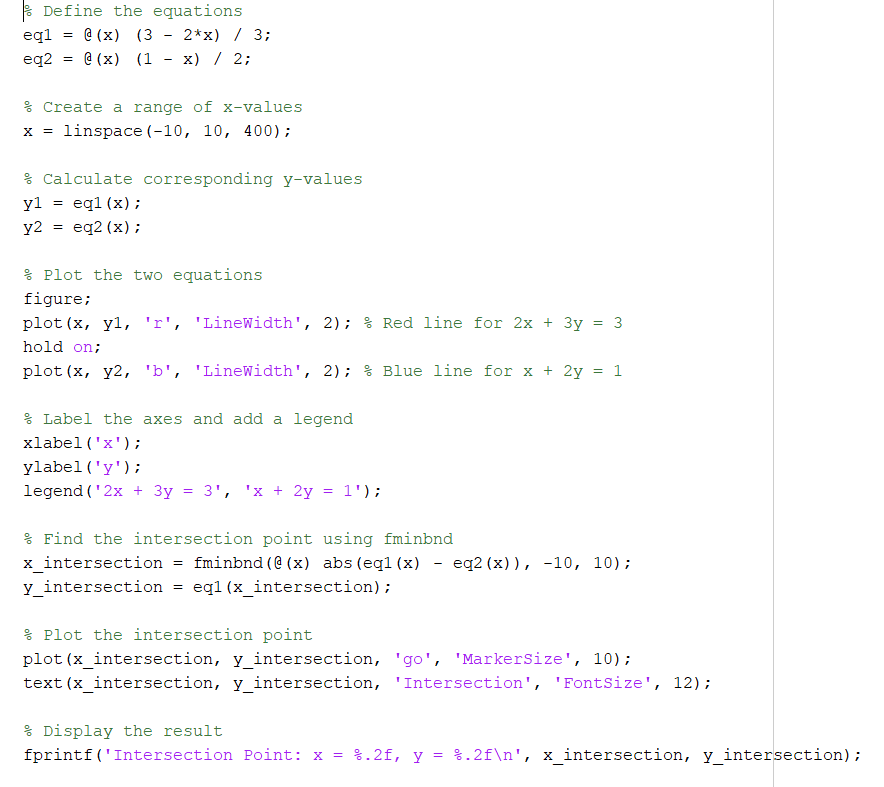 % Define the equations
eq1 = @(x) (3 - 2*x) / 3;
eq2 = @(x) (1 - x) / 2;
% Create a range of x-values
x = linspace(-10, 10, 400);
% Calculate corresponding y-values
y1 = eq1(x);
y2 = eq2(x);
% Plot the two equations
figure;
plot(x, y1, 'r', 'LineWidth', 2); % Red line for 2x + 3y = 3
hold on;
plot(x, y2, 'b', 'LineWidth', 2); % Blue line for x + 2y = 1
% Label the axes and add a legend
xlabel('x');
ylabel('y');
legend('2x + 3y = 3', 'x + 2y = 1');
% Find the intersection point using fminbnd
x_intersection = fminbnd(@(x) abs(eq1(x) - eq2(x)), -10, 10);
y_intersection = eq1(x_intersection);
% Plot the intersection point
plot(x_intersection, y_intersection, 'go', 'MarkerSize', 10);
text(x_intersection, y_intersection, 'Intersection', 'FontSize', 12);
% Display the result
fprintf('Intersection Point: x = %.2f, y = %.2f\n', x_intersection, y_intersection);